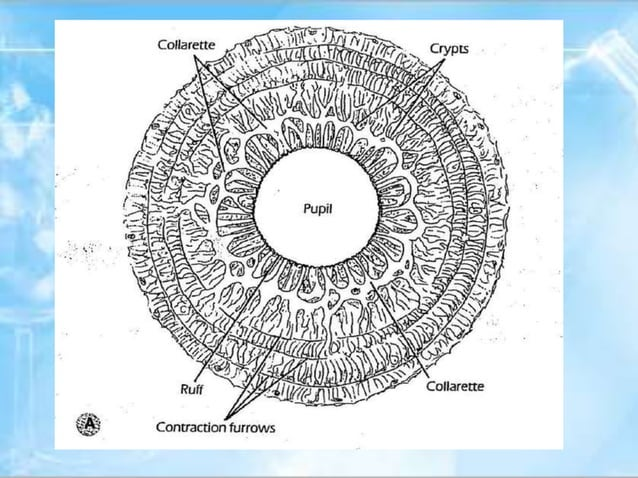 Collarette
Crypts
Pupil
Ruff
Collarette
Contraction furrows
A